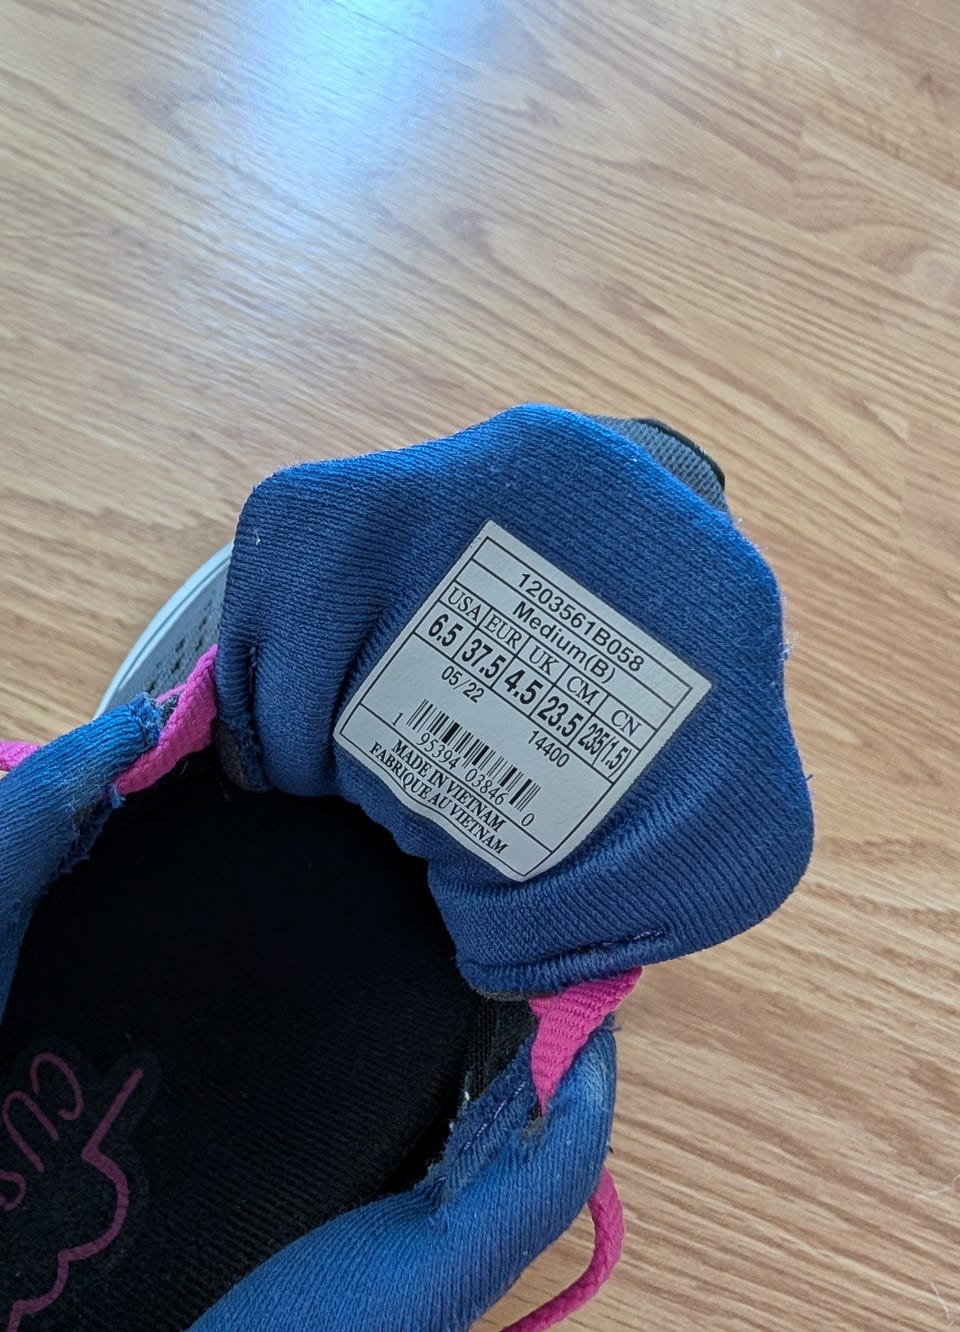 1203561B058
Medium(B)
USA EUR UK CM CN
6.5 37.5 4.5 23.5 235(1.5)
05/22 14400
1 95394 03846 0
MADE IN VIETNAM
FABRIQUE AU VIETNAM